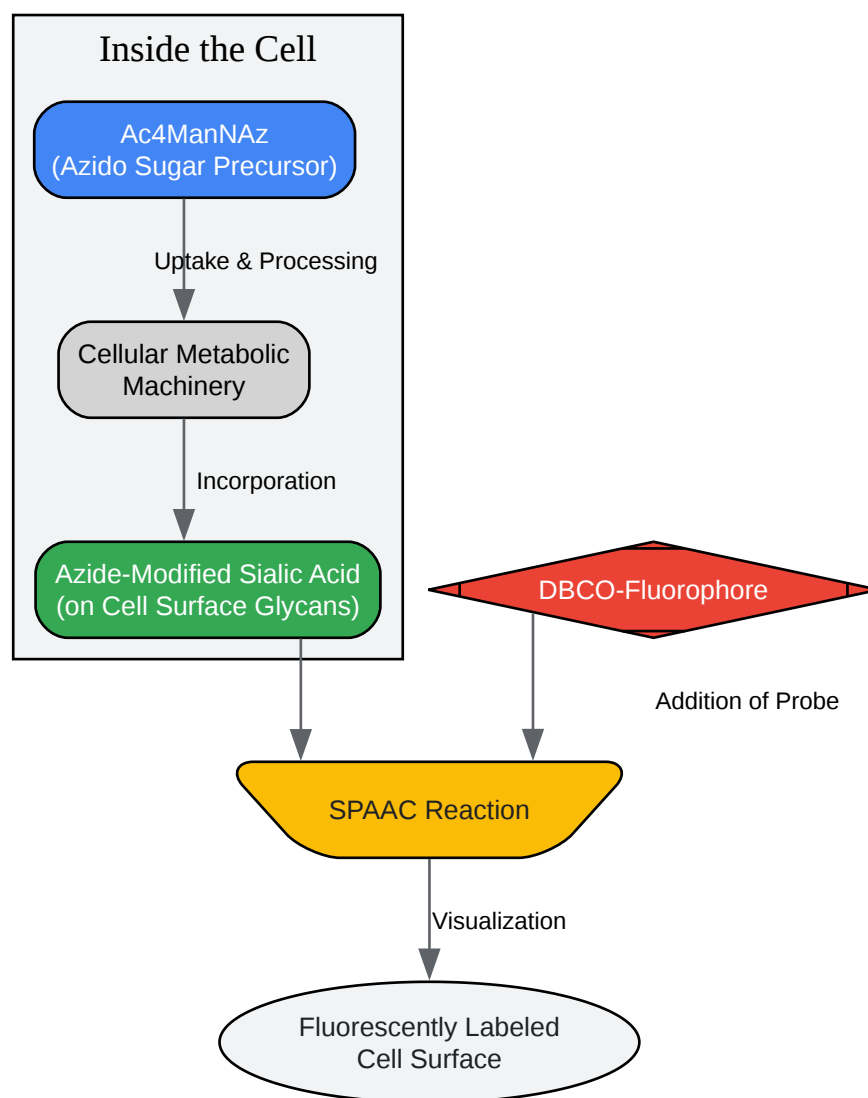 Inside the Cell
Ac4ManNAz
(Azido Sugar Precursor)
Uptake & Processing
Cellular Metabolic
Machinery
Incorporation
Azide-Modified Sialic Acid
(on Cell Surface Glycans)
DBCO-Fluorophore
Addition of Probe
SPAAC Reaction
Visualization
Fluorescently Labeled
Cell Surface